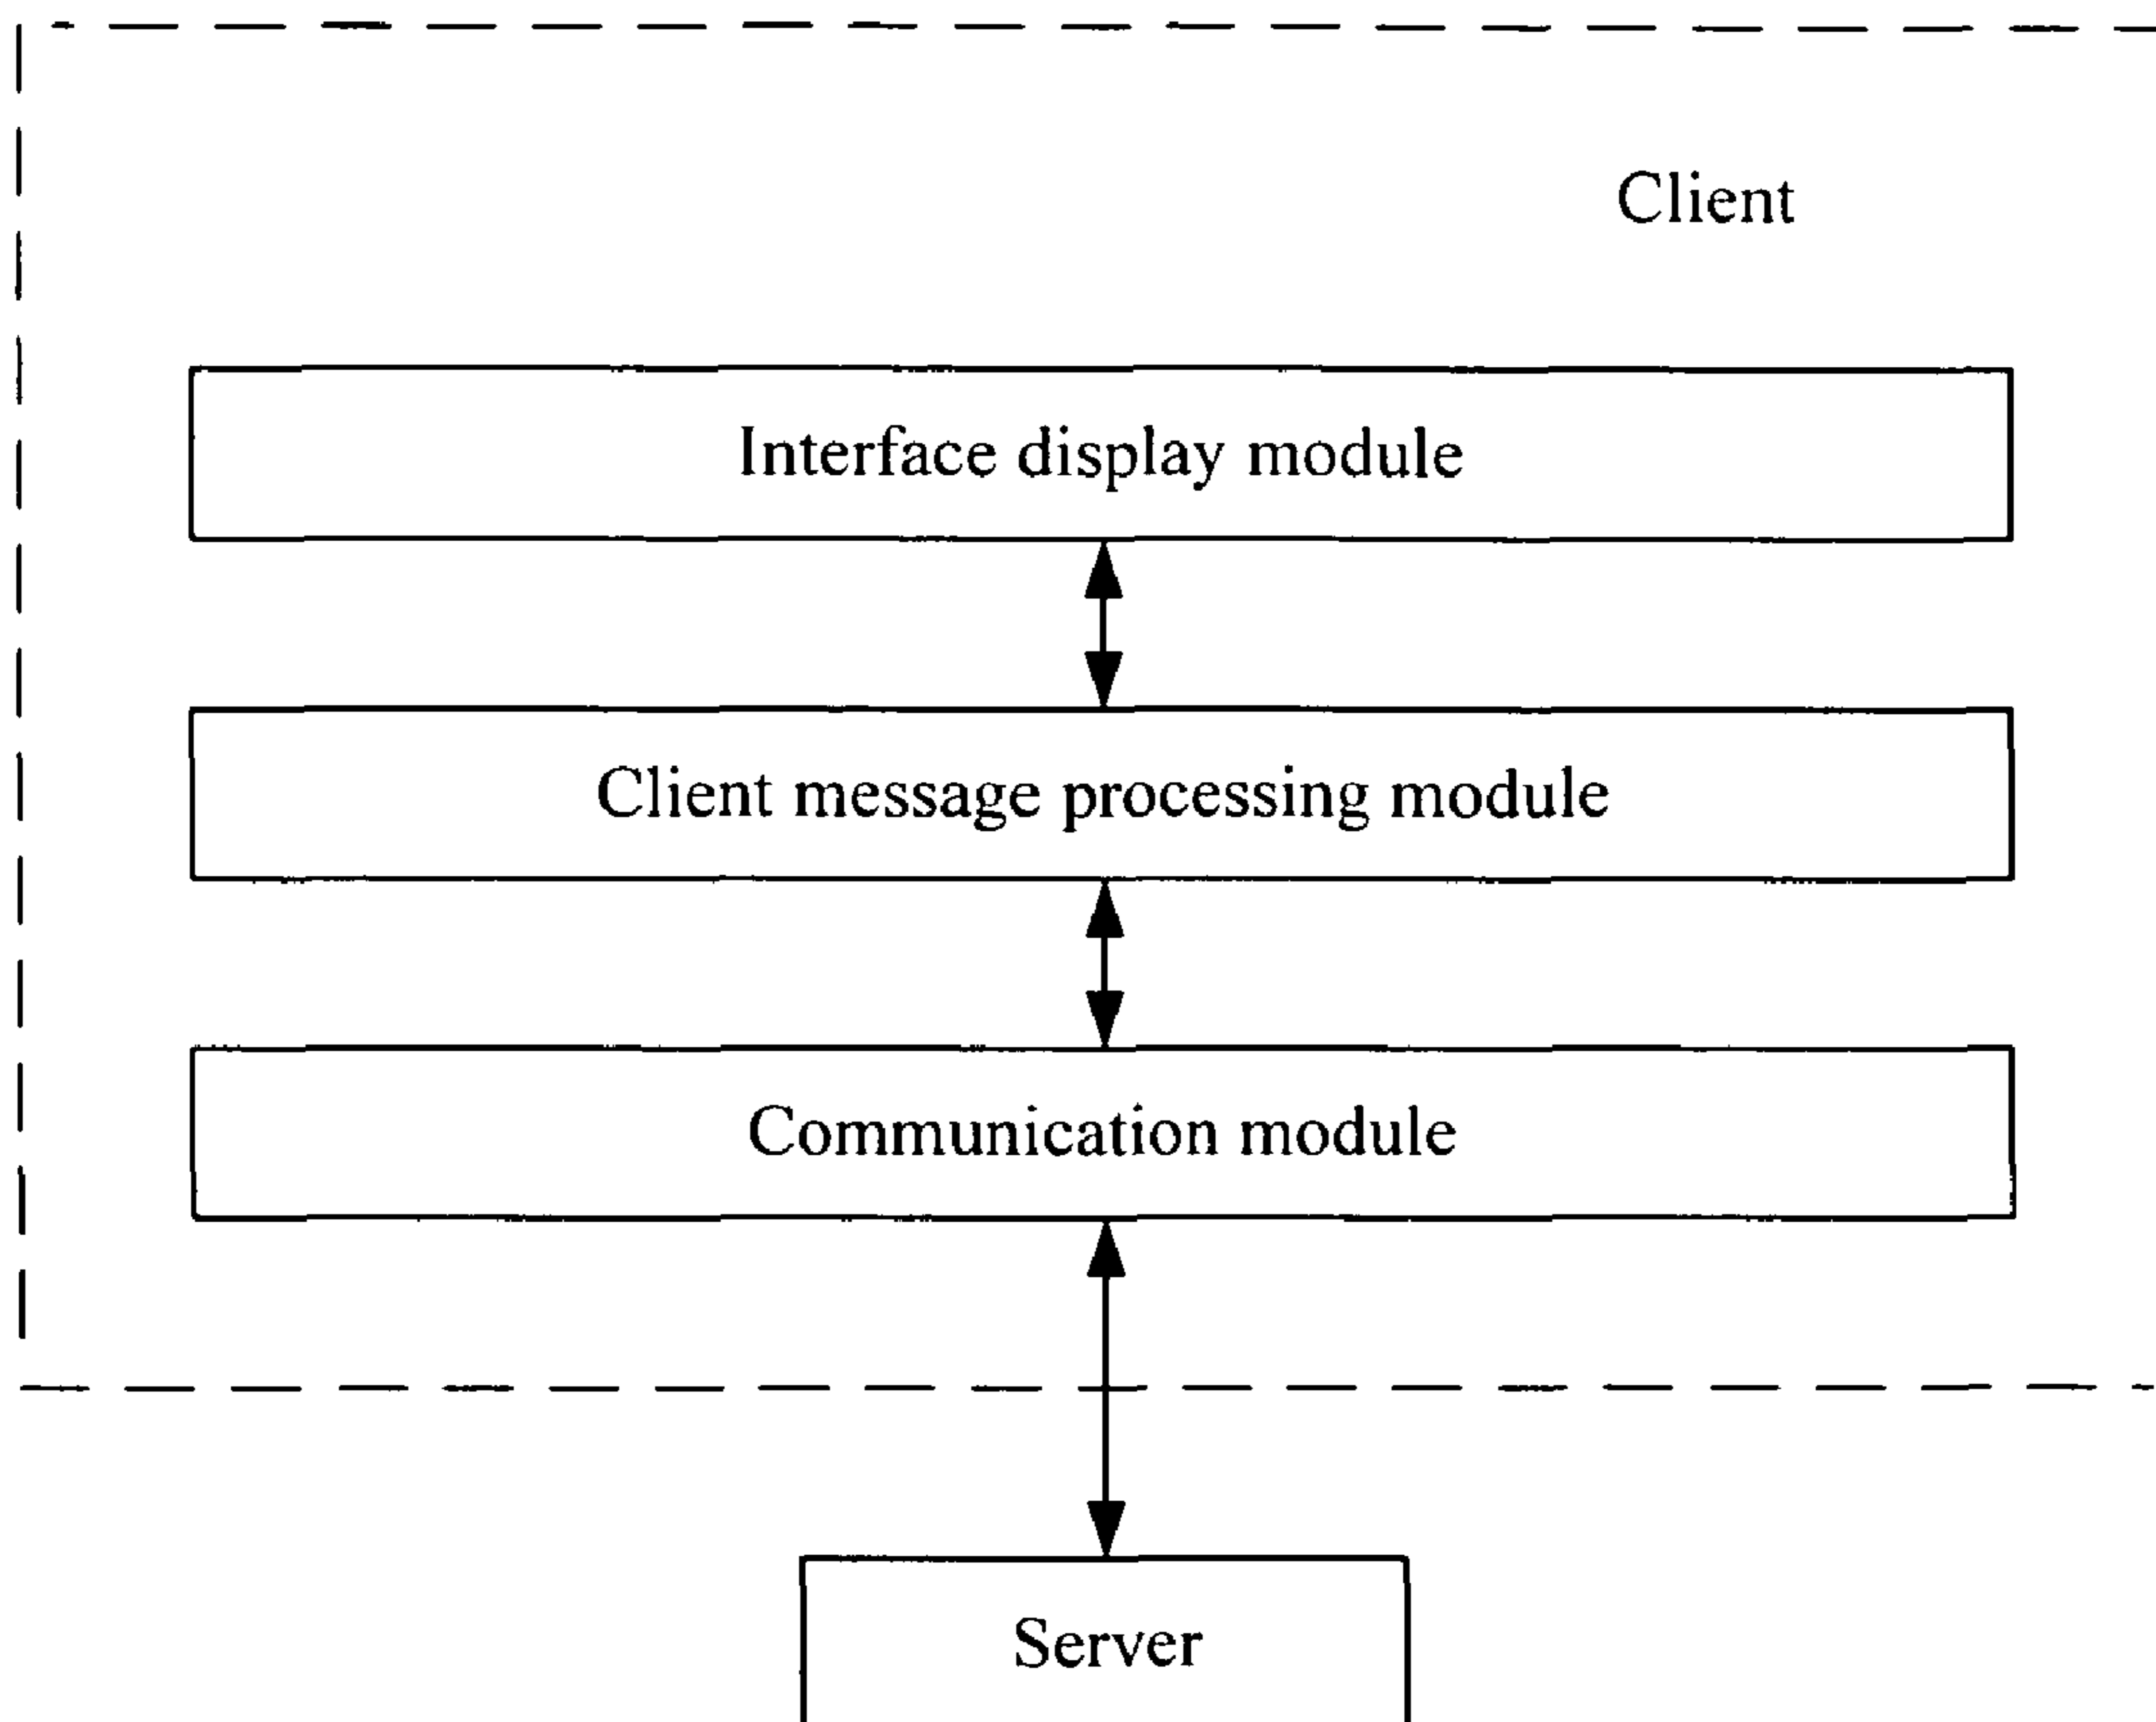 Client
Interface display module
Client message processing module
Communication module
Server